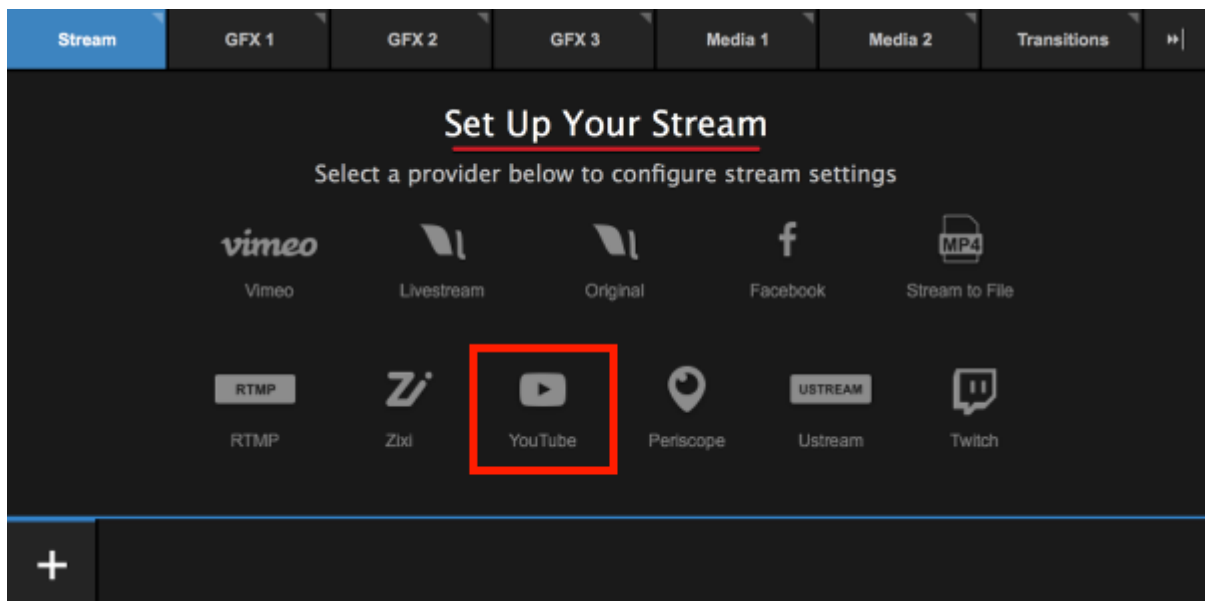 Stream GFX 1 GFX 2 GFX 3 Media 1 Media 2 Transitions
Set Up Your Stream
Select a provider below to configure stream settings
vimeo f MP4
Vimeo Livestream Original Facebook Stream to File
RTMP Zi USTREAM
RTMP Zixi YouTube Periscope Ustream Twitch
+